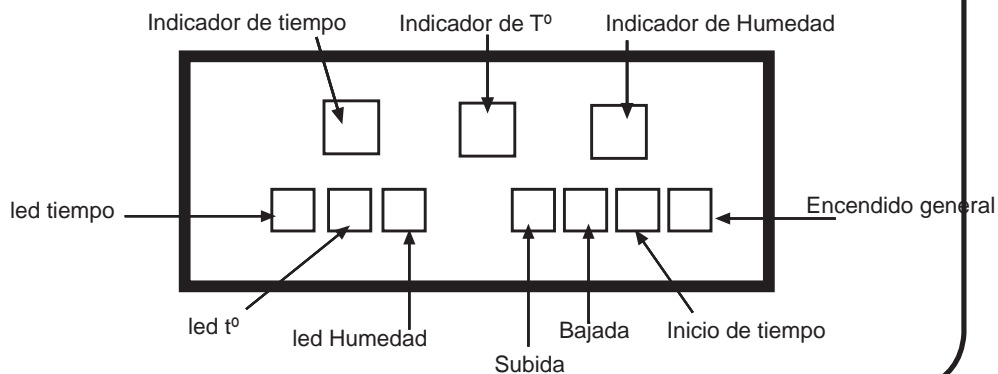 Indicador de tiempo
Indicador de Tº
Indicador de Humedad
led tiempo
Encendido general
led tº
led Humedad
Subida
Bajada
Inicio de tiempo